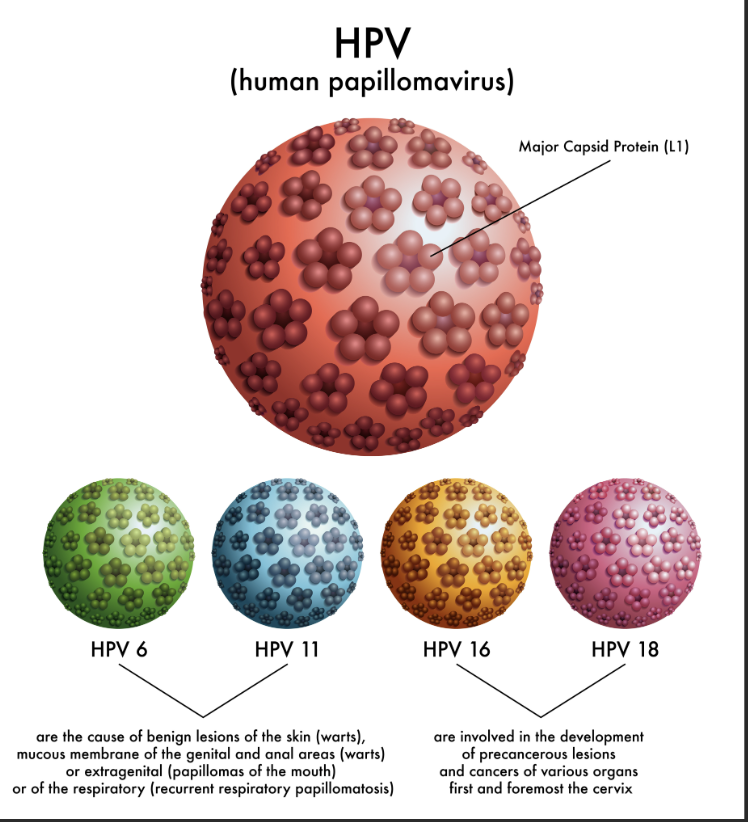 HPV
(human papillomavirus)
Major Capsid Protein (L1)
HPV 6
HPV 11
HPV 16
HPV 18
are the cause of benign lesions of the skin (warts),
mucous membrane of the genital and anal areas (warts)
or extragenital (papillomas of the mouth)
or of the respiratory (recurrent respiratory papillomatosis)
are involved in the development
of precancerous lesions
and cancers of various organs
first and foremost the cervix